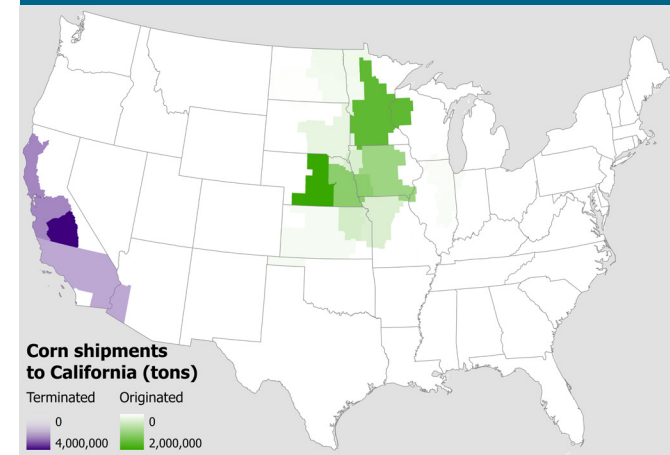 Corn shipments
to California (tons)
Terminated Originated
0 0
4,000,000 2,000,000